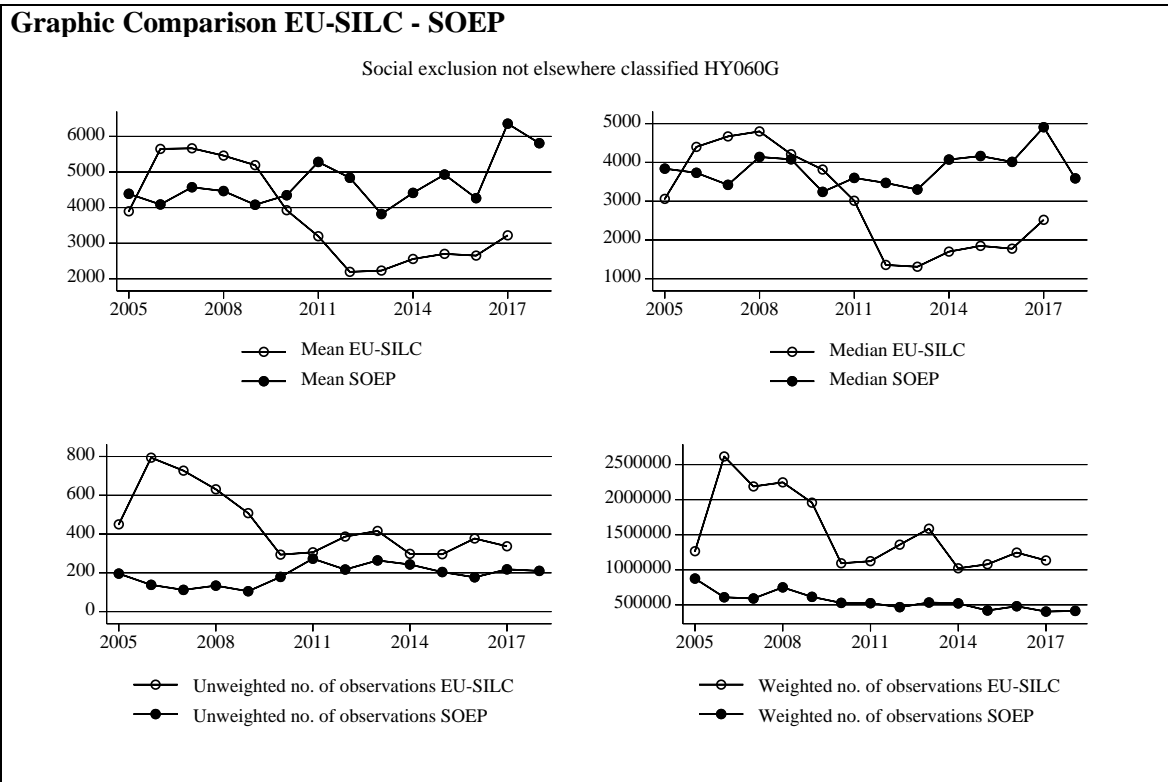 Graphic Comparison EU-SILC - SOEP
Social exclusion not elsewhere classified HY060G
6000
5000
4000
3000
2000
2005 2008 2011 2014 2017
Mean EU-SILC
Mean SOEP
5000
4000
3000
2000
1000
2005 2008 2011 2014 2017
Median EU-SILC
Median SOEP
800
600
400
200
0
2005 2008 2011 2014 2017
Unweighted no. of observations EU-SILC
Unweighted no. of observations SOEP
2500000
2000000
1500000
1000000
500000
2005 2008 2011 2014 2017
Weighted no. of observations EU-SILC
Weighted no. of observations SOEP